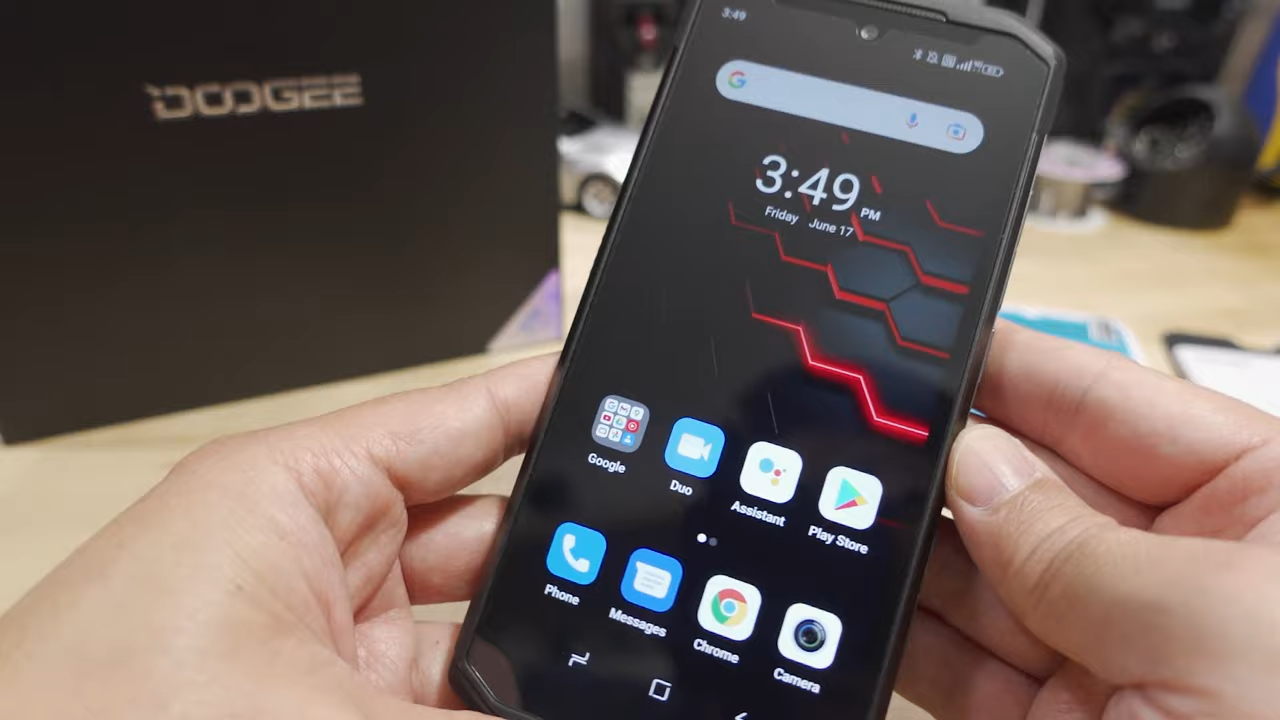 DOOGEE
3:49
3:49 PM
Friday June 17
Google
Duo
Assistant
Play Store
Phone
Messages
Chrome
Camera